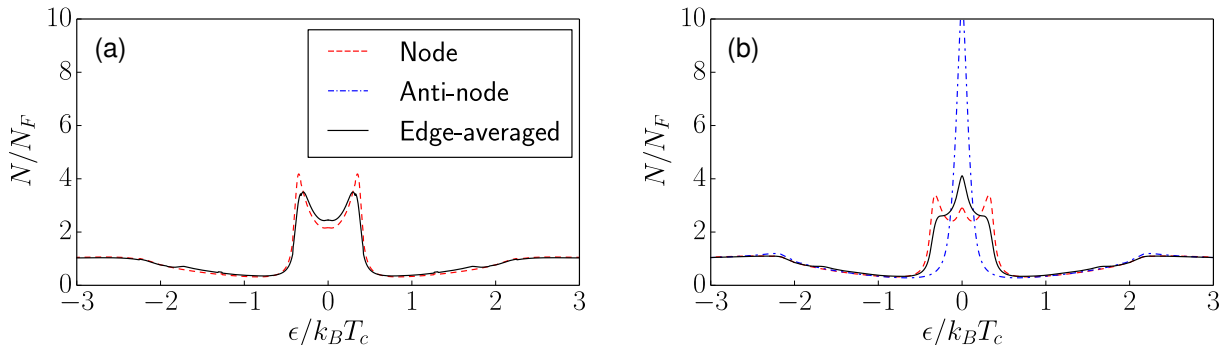 (a)
10
8
6
4
2
0
N/N_F
Node
Anti-node
Edge-averaged
−3 −2 −1 0 1 2 3
ϵ/k_BT_c
(b)
10
8
6
4
2
0
N/N_F
−3 −2 −1 0 1 2 3
ϵ/k_BT_c